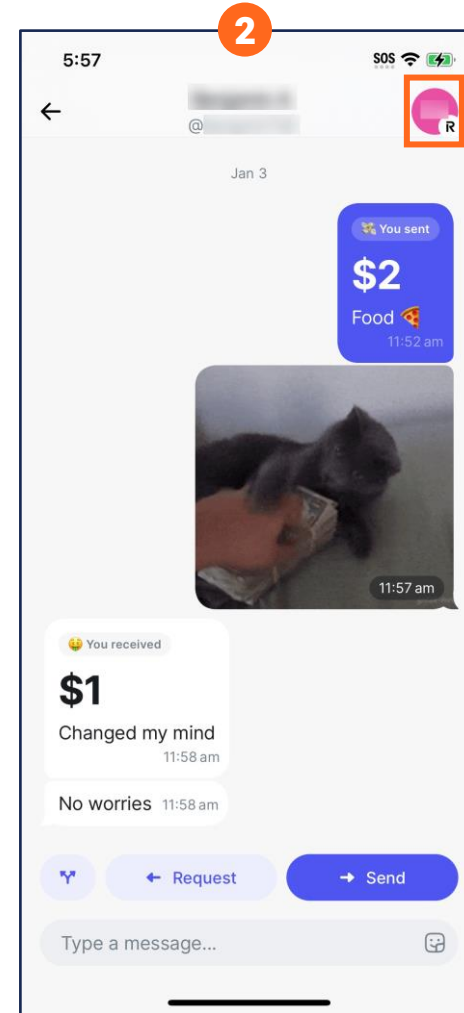 2
5:57
SOS
@
R
Jan 3
You sent
$2
Food 🍕
11:52 am
11:57 am
🤑 You received
$1
Changed my mind
11:58 am
No worries 11:58 am
Request
Send
Type a message...